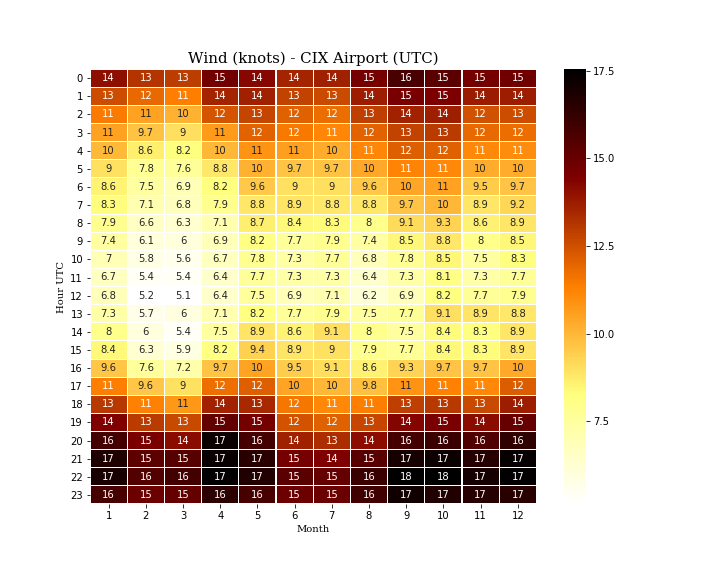 Wind (knots) - CIX Airport (UTC)
0 14 13 13 15 14 14 14 15 16 15 15 15
1 13 12 11 14 14 13 13 14 15 15 14 14
2 11 11 10 12 13 12 12 13 14 14 12 13
3 11 9.7 9 11 12 12 11 12 13 13 12 12
4 10 8.6 8.2 10 11 11 10 11 12 12 11 11
5 9 7.8 7.6 8.8 10 9.7 9.7 10 11 11 10 10
6 8.6 7.5 6.9 8.2 9.6 9 9 9.6 10 11 9.5 9.7
7 8.3 7.1 6.8 7.9 8.8 8.9 8.8 8.8 9.7 10 8.9 9.2
8 7.9 6.6 6.3 7.1 8.7 8.4 8.3 8 9.1 9.3 8.6 8.9
9 7.4 6.1 6 6.9 8.2 7.7 7.9 7.4 8.5 8.8 8 8.5
10 7 5.8 5.6 6.7 7.8 7.3 7.7 6.8 7.8 8.5 7.5 8.3
11 6.7 5.4 5.4 6.4 7.7 7.3 7.3 6.4 7.3 8.1 7.3 7.7
12 6.8 5.2 5.1 6.4 7.5 6.9 7.1 6.2 6.9 8.2 7.7 7.9
13 7.3 5.7 6 7.1 8.2 7.7 7.9 7.5 7.7 9.1 8.9 8.8
14 8 6 5.4 7.5 8.9 8.6 9.1 8 7.5 8.4 8.3 8.9
15 8.4 6.3 5.9 8.2 9.4 8.9 9 7.9 7.7 8.4 8.3 8.9
16 9.6 7.6 7.2 9.7 10 9.5 9.1 8.6 9.3 9.7 9.7 10
17 11 9.6 9 12 12 10 10 9.8 11 11 11 12
18 13 11 11 14 13 12 11 11 13 13 13 14
19 14 13 13 15 15 12 12 13 14 15 14 15
20 16 15 14 17 16 14 13 14 16 16 16 16
21 17 15 15 17 17 15 14 15 17 17 17 17
22 17 16 16 17 17 15 15 16 18 18 17 17
23 16 15 15 16 16 15 15 16 17 17 17 17
1 2 3 4 5 6 7 8 9 10 11 12
Month
Hour UTC
17.5
15.0
12.5
10.0
7.5